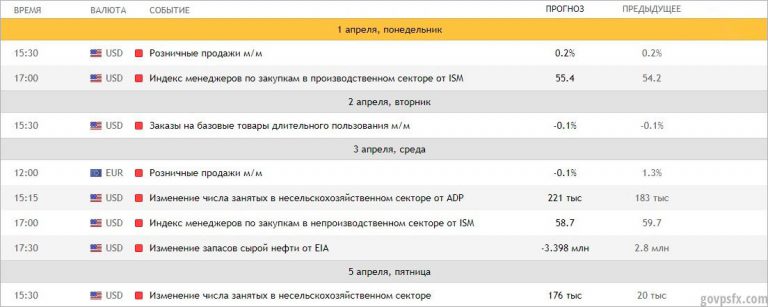 ВРЕМЯ ВАЛЮТА СОБЫТИЕ ПРОГНОЗ ПРЕДЫДУЩЕЕ
1 апреля, понедельник
15:30 USD Розничные продажи м/м 0.2% 0.2%
17:00 USD Индекс менеджеров по закупкам в производственном секторе от ISM 55.4 54.2
2 апреля, вторник
15:30 USD Заказы на базовые товары длительного пользования м/м -0.1% -0.1%
3 апреля, среда
12:00 EUR Розничные продажи м/м -0.1% 1.3%
15:15 USD Изменение числа занятых в несельскохозяйственном секторе от ADP 221 тыс 183 тыс
17:00 USD Индекс менеджеров по закупкам в непроизводственном секторе от ISM 58.7 59.7
17:30 USD Изменение запасов сырой нефти от EIA -3.398 млн 2.8 млн
5 апреля, пятница
15:30 USD Изменение числа занятых в несельскохозяйственном секторе 176 тыс 20 тыс
govpsfx.com